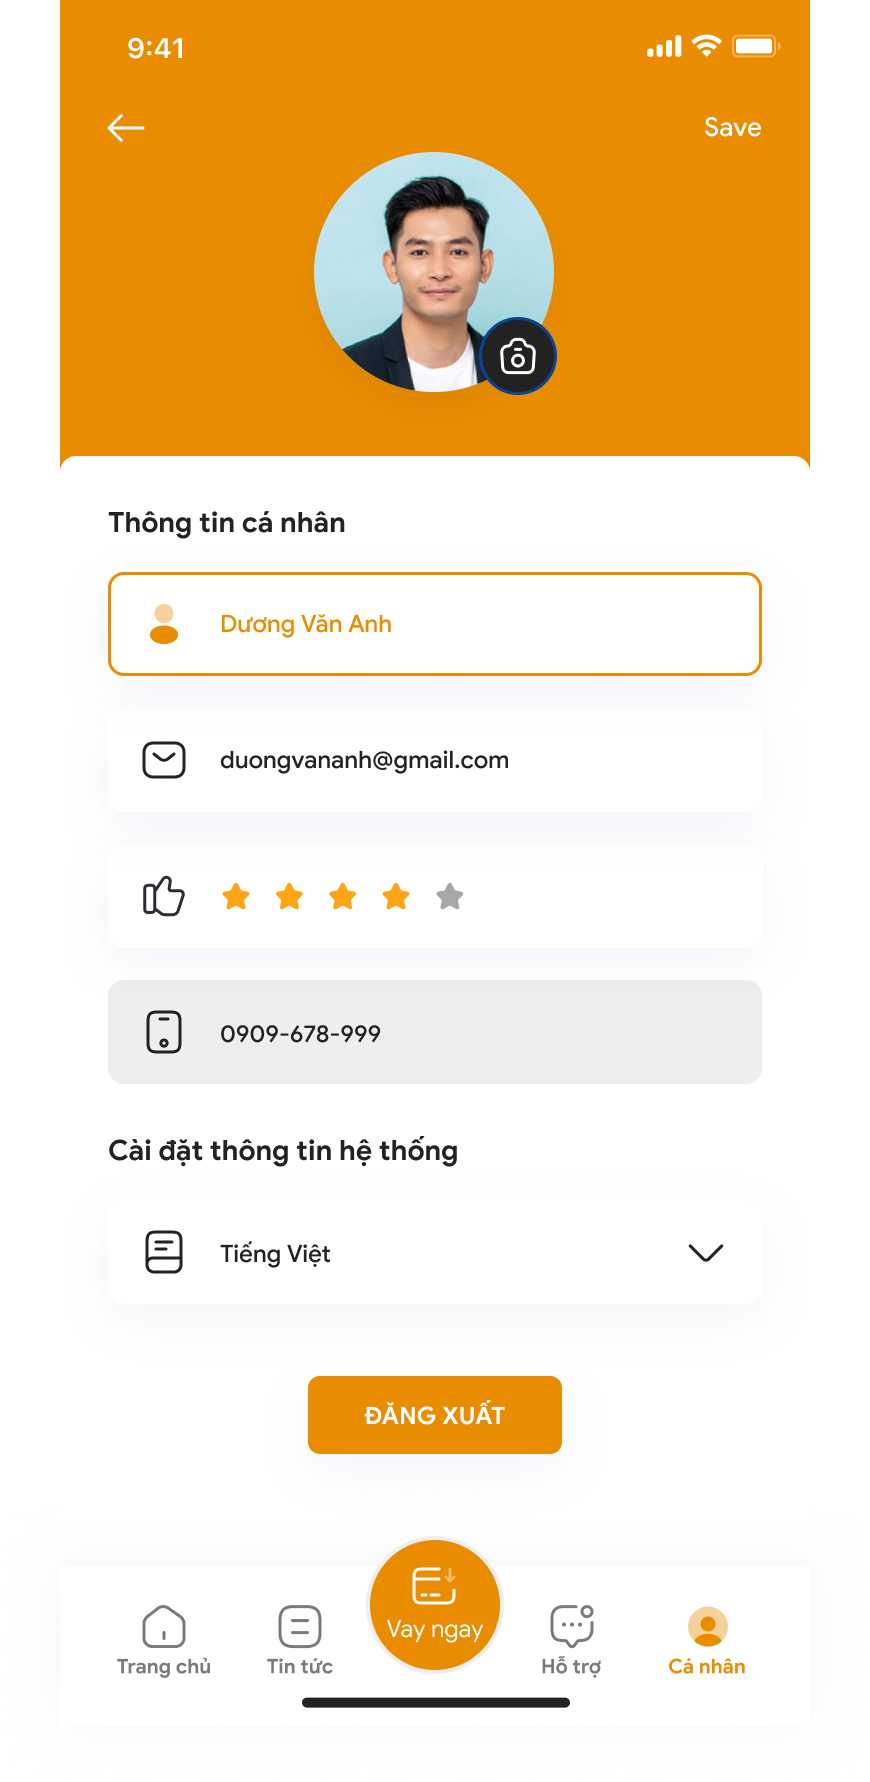 9:41
Save
Thông tin cá nhân
Dương Văn Anh
duongvananh@gmail.com
0909-678-999
Cài đặt thông tin hệ thống
Tiếng Việt
ĐĂNG XUẤT
Trang chủ
Tin tức
Vay ngay
Hỗ trợ
Cá nhân